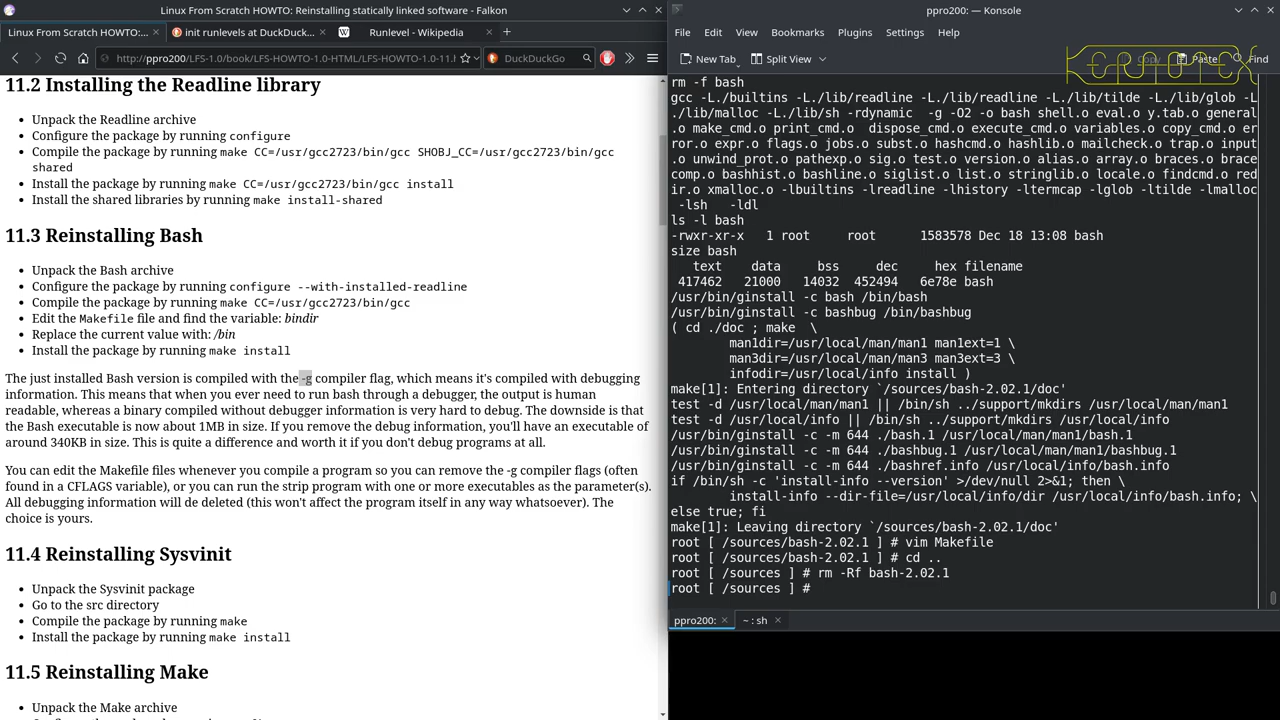 Linux From Scratch HOWTO: Reinstalling statically linked software - Falkon
Linux From Scratch HOWTO:...
init runlevels at DuckDuck...
Runlevel - Wikipedia
http://ppro200/LFS-1.0/book/LFS-HOWTO-1.0-HTML/LFS-HOWTO-1.0-11.
DuckDuckGo
11.2 Installing the Readline library
• Unpack the Readline archive
• Configure the package by running configure
• Compile the package by running make CC=/usr/gcc2723/bin/gcc SHOBJ_CC=/usr/gcc2723/bin/gcc
shared
• Install the package by running make CC=/usr/gcc2723/bin/gcc install
• Install the shared libraries by running make install-shared
11.3 Reinstalling Bash
• Unpack the Bash archive
• Configure the package by running configure --with-installed-readline
• Compile the package by running make CC=/usr/gcc2723/bin/gcc
• Edit the Makefile file and find the variable: bindir
• Replace the current value with: /bin
• Install the package by running make install
The just installed Bash version is compiled with the -g compiler flag, which means it's compiled with debugging
information. This means that when you ever need to run bash through a debugger, the output is human
readable, whereas a binary compiled without debugger information is very hard to debug. The downside is that
the Bash executable is now about 1MB in size. If you remove the debug information, you'll have an executable of
around 340KB in size. This is quite a difference and worth it if you don't debug programs at all.
You can edit the Makefile files whenever you compile a program so you can remove the -g compiler flags (often
found in a CFLAGS variable), or you can run the strip program with one or more executables as the parameter(s).
All debugging information will de deleted (this won't affect the program itself in any way whatsoever). The
choice is yours.
11.4 Reinstalling Sysvinit
• Unpack the Sysvinit package
• Go to the src directory
• Compile the package by running make
• Install the package by running make install
11.5 Reinstalling Make
• Unpack the Make archive
ppro200: — Konsole
File Edit View Bookmarks Plugins Settings Help
New Tab Split View Copy Paste Find
rm -f bash
gcc -L./builtins -L./lib/readline -L./lib/readline -L./lib/tilde -L./lib/glob -L
./lib/malloc -L./lib/sh -rdynamic  -g -O2 -o bash shell.o eval.o y.tab.o general
.o make_cmd.o print_cmd.o  dispose_cmd.o execute_cmd.o variables.o copy_cmd.o er
ror.o expr.o flags.o jobs.o subst.o hashcmd.o hashlib.o mailcheck.o trap.o input
.o unwind_prot.o pathexp.o sig.o test.o version.o alias.o array.o braces.o brace
comp.o bashhist.o bashline.o siglist.o list.o stringlib.o locale.o findcmd.o red
ir.o xmalloc.o -lbuiltins -lreadline -lhistory -ltermcap -lglob -ltilde -lmalloc
-lsh   -ldl
ls -l bash
-rwxr-xr-x   1 root     root      1583578 Dec 18 13:08 bash
size bash
text    data     bss     dec     hex filename
417462   21000   14032  452494   6e78e bash
/usr/bin/ginstall -c bash /bin/bash
/usr/bin/ginstall -c bashbug /bin/bashbug
( cd ./doc ; make  \
man1dir=/usr/local/man/man1 man1ext=1 \
man3dir=/usr/local/man/man3 man3ext=3 \
infodir=/usr/local/info install )
make[1]: Entering directory `/sources/bash-2.02.1/doc'
test -d /usr/local/man/man1 || /bin/sh ../support/mkdirs /usr/local/man/man1
test -d /usr/local/info || /bin/sh ../support/mkdirs /usr/local/info
/usr/bin/ginstall -c -m 644 ./bash.1 /usr/local/man/man1/bash.1
/usr/bin/ginstall -c -m 644 ./bashbug.1 /usr/local/man/man1/bashbug.1
/usr/bin/ginstall -c -m 644 ./bashref.info /usr/local/info/bash.info
if /bin/sh -c 'install-info --version' >/dev/null 2>&1; then \
install-info --dir-file=/usr/local/info/dir /usr/local/info/bash.info; \
else true; fi
make[1]: Leaving directory `/sources/bash-2.02.1/doc'
root [ /sources/bash-2.02.1 ] # vim Makefile
root [ /sources/bash-2.02.1 ] # cd ..
root [ /sources ] # rm -Rf bash-2.02.1
root [ /sources ] #
ppro200:
~ : sh